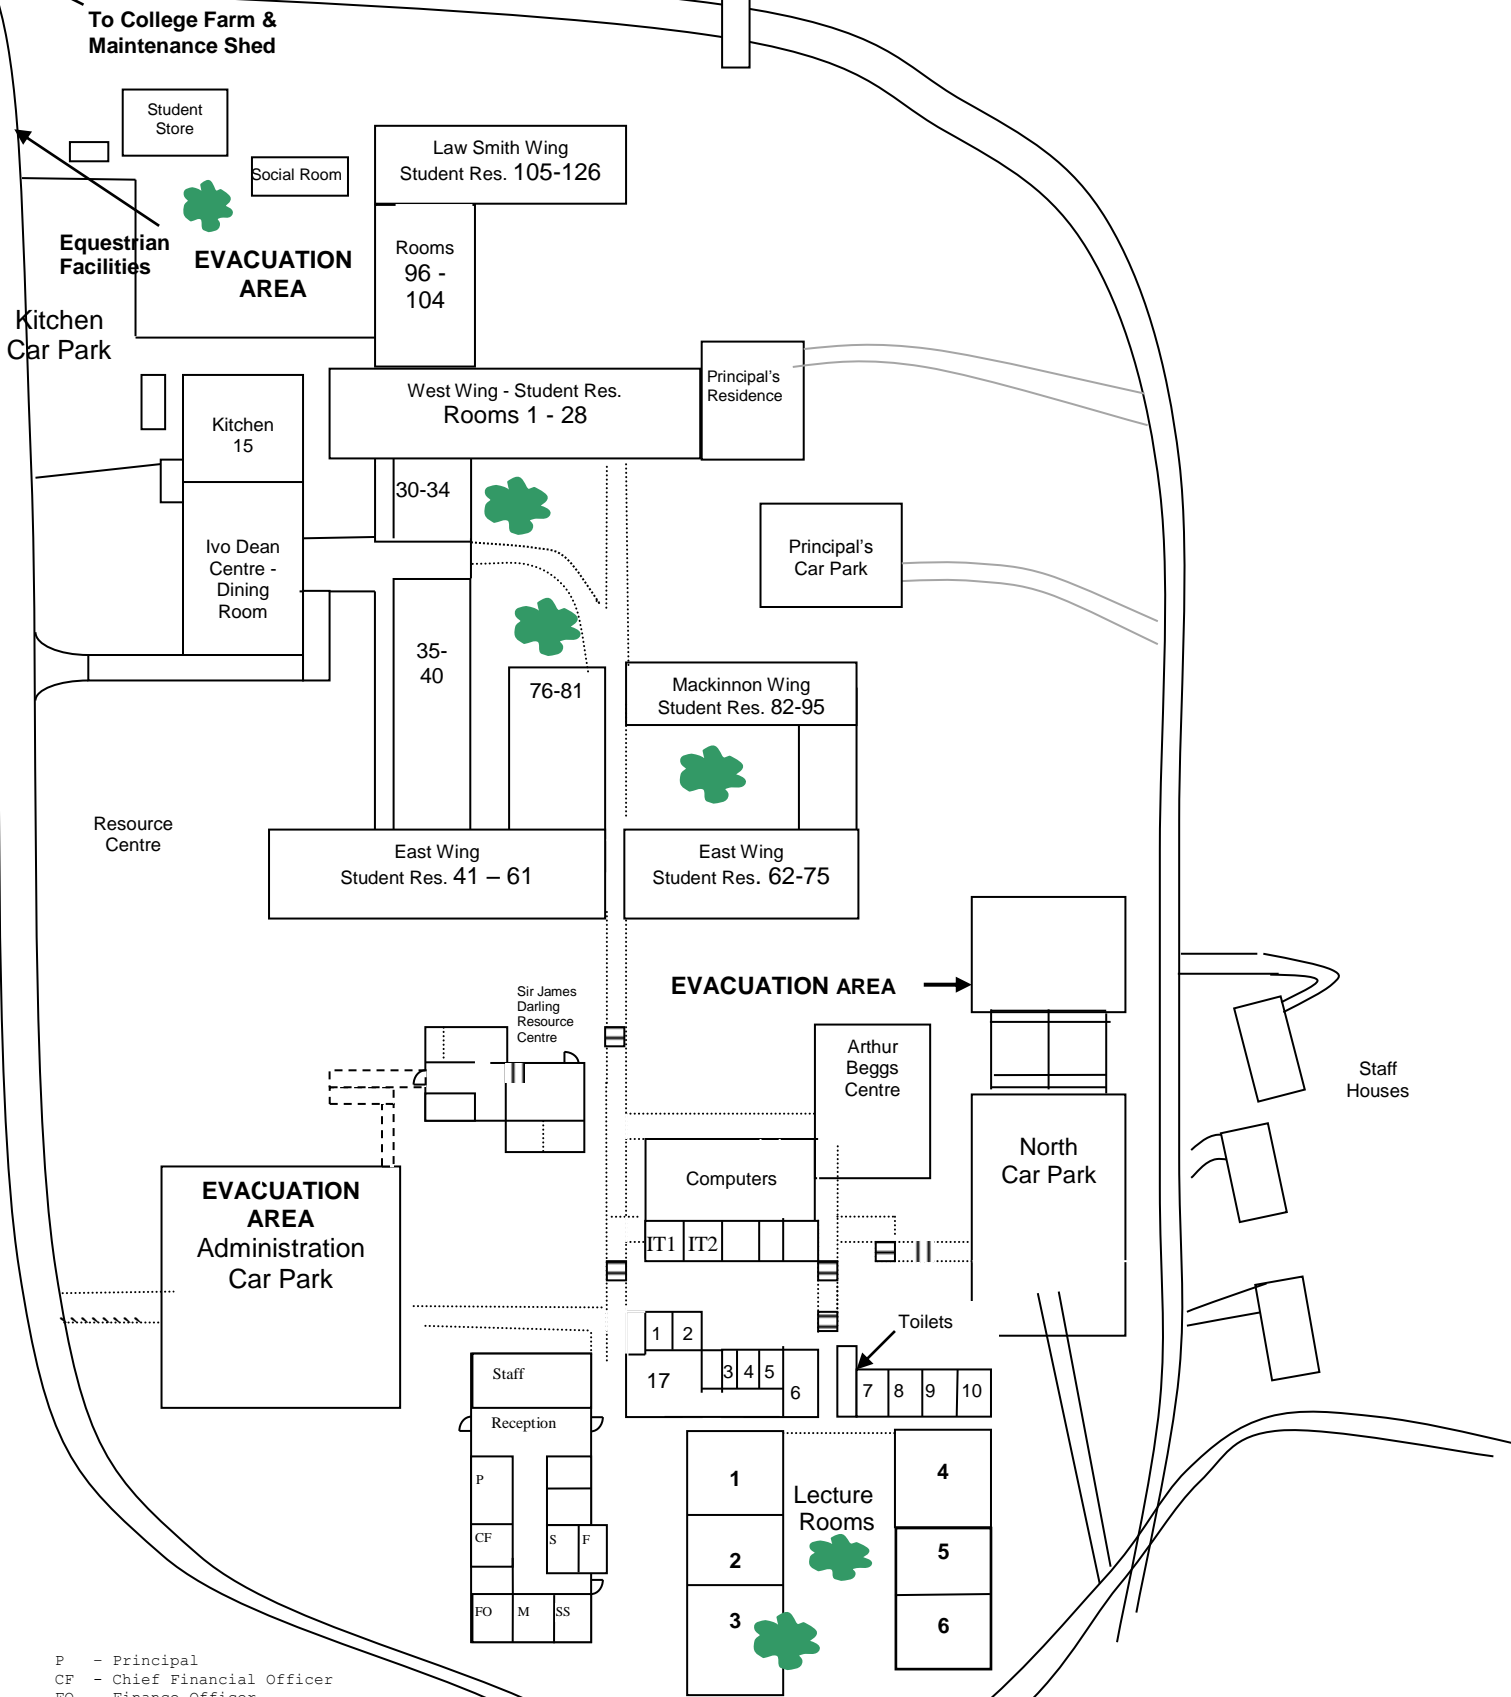 To College Farm &
Maintenance Shed
Student
Store
Social Room
Law Smith Wing
Student Res. 105-126
Equestrian
Facilities
EVACUATION
AREA
Rooms
96 -
104
Kitchen
Car Park
West Wing - Student Res.
Rooms 1 - 28
Principal's
Residence
Kitchen
15
30-34
Ivo Dean
Centre -
Dining
Room
Principal's
Car Park
35-
40
76-81
Mackinnon Wing
Student Res. 82-95
Resource
Centre
East Wing
Student Res. 41 – 61
East Wing
Student Res. 62-75
EVACUATION AREA
Sir James
Darling
Resource
Centre
Arthur
Beggs
Centre
Staff
Houses
North
Car Park
Computers
EVACUATION
AREA
Administration
Car Park
IT1 IT2
Toilets
1 2
3 4 5
17
6
7 8 9 10
Staff
Reception
P
CF
S F
FO M SS
1
2
3
Lecture
Rooms
4
5
6
P – Principal
CF – Chief Financial Officer
FO – Finance Officer